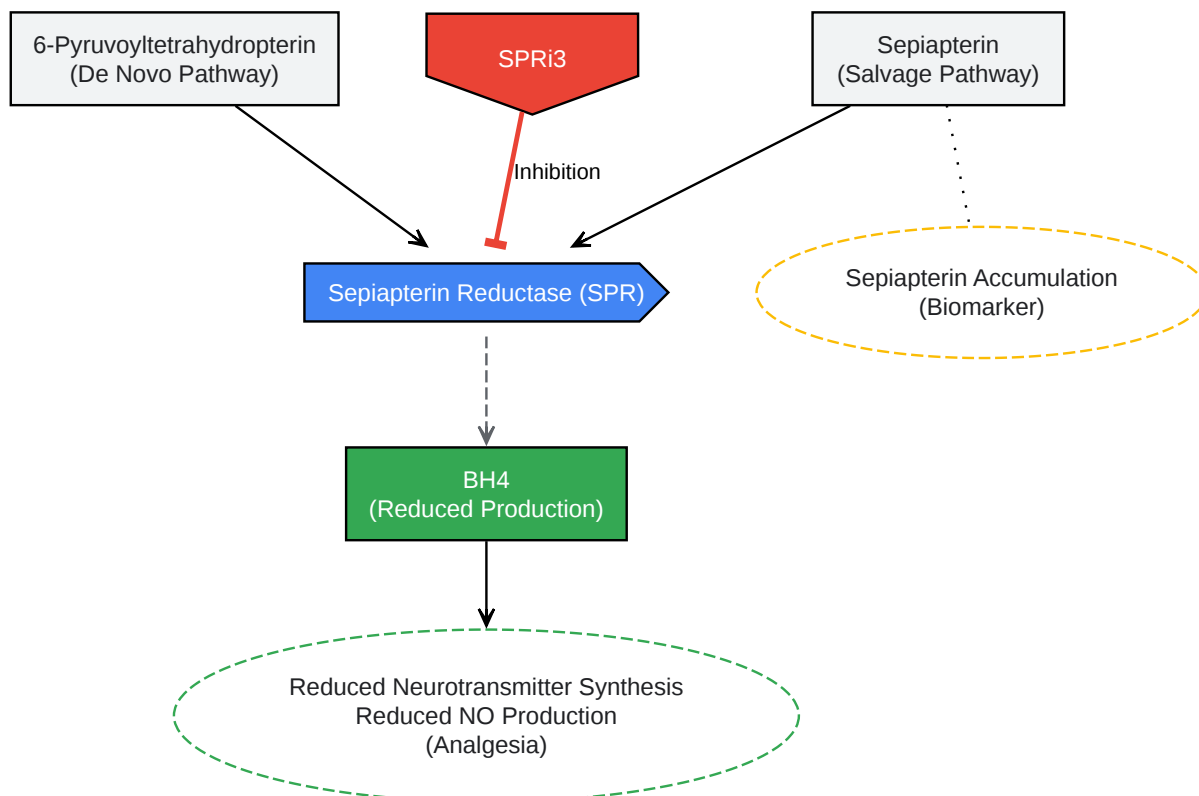 6-Pyruvoyltetrahydropterin
(De Novo Pathway)
SPRi3
Sepiapterin
(Salvage Pathway)
Inhibition
Sepiapterin Reductase (SPR)
Sepiapterin Accumulation
(Biomarker)
BH4
(Reduced Production)
Reduced Neurotransmitter Synthesis
Reduced NO Production
(Analgesia)